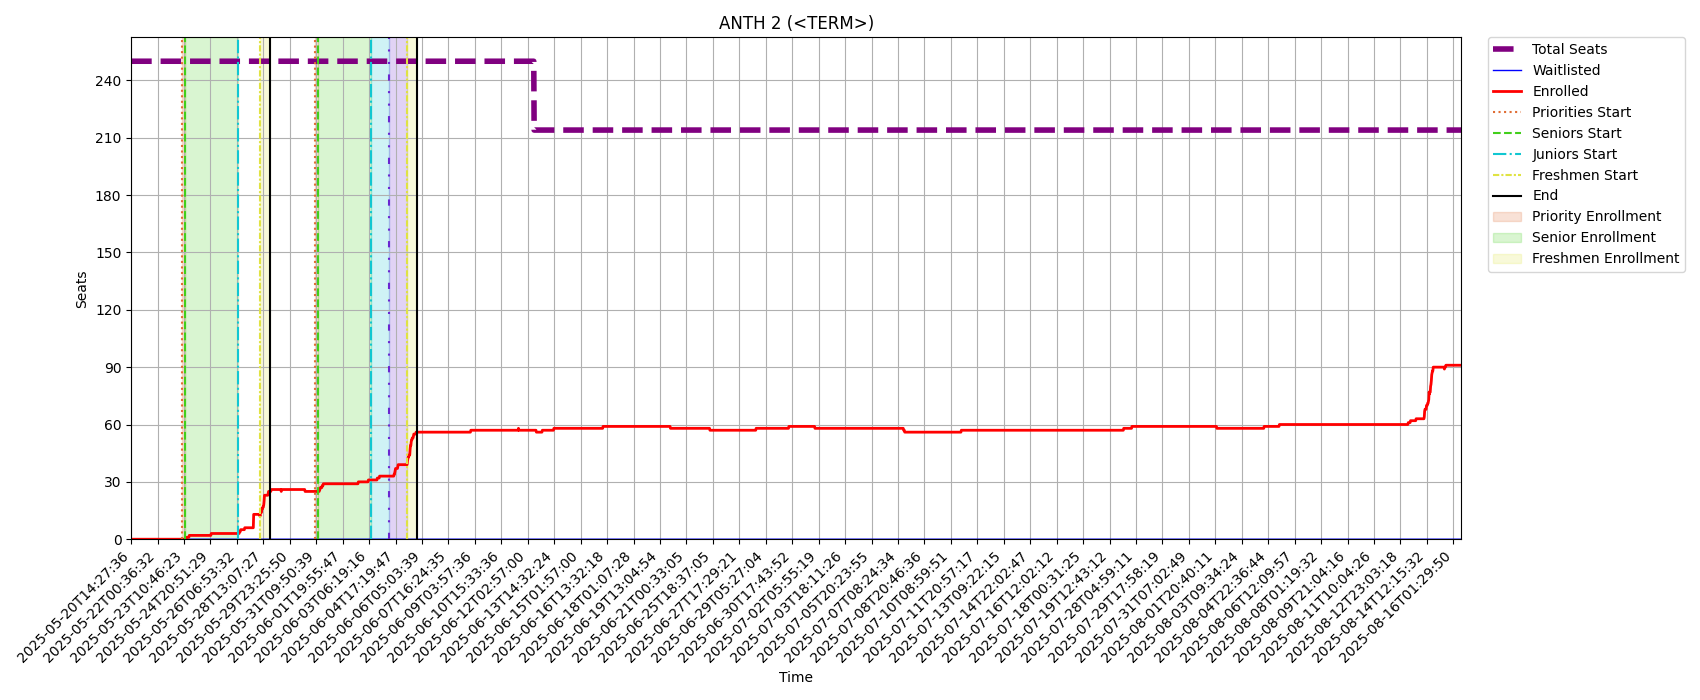 ANTH 2 (<TERM>)
Total Seats
Waitlisted
Enrolled
Priorities Start
Seniors Start
Juniors Start
Freshmen Start
End
Priority Enrollment
Senior Enrollment
Freshmen Enrollment
Seats
240
210
180
150
120
90
60
30
0
2025-05-20T14:27:36
2025-05-22T00:36:32
2025-05-23T10:46:23
2025-05-24T20:51:29
2025-05-26T06:53:32
2025-05-28T13:07:27
2025-05-29T23:25:50
2025-05-31T09:50:39
2025-06-01T19:55:47
2025-06-03T06:19:16
2025-06-04T17:19:47
2025-06-06T05:03:39
2025-06-07T16:24:35
2025-06-09T03:57:36
2025-06-10T15:33:36
2025-06-12T02:57:00
2025-06-13T14:32:24
2025-06-15T01:57:00
2025-06-16T13:32:18
2025-06-18T01:07:28
2025-06-19T13:04:54
2025-06-21T00:33:05
2025-06-25T18:37:05
2025-06-27T17:29:21
2025-06-29T05:27:04
2025-06-30T17:43:52
2025-07-02T05:55:19
2025-07-03T18:11:26
2025-07-05T20:23:55
2025-07-07T08:24:34
2025-07-08T20:46:36
2025-07-10T08:59:51
2025-07-11T20:57:17
2025-07-13T09:22:15
2025-07-14T22:02:47
2025-07-16T12:02:12
2025-07-18T00:31:25
2025-07-19T12:43:12
2025-07-28T04:59:11
2025-07-29T17:58:19
2025-07-31T07:02:49
2025-08-01T20:40:11
2025-08-03T09:34:24
2025-08-04T22:36:44
2025-08-06T12:09:57
2025-08-08T01:19:32
2025-08-09T21:04:16
2025-08-11T10:04:26
2025-08-12T23:03:18
2025-08-14T12:15:32
2025-08-16T01:29:50
Time